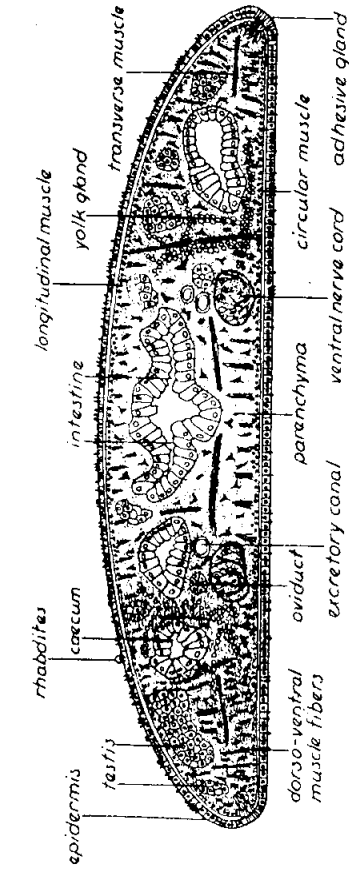 epidermis
testis
rhabdites
caecum
intestine
longitudinal muscle
yolk gland
transverse muscle
dorso-ventral
muscle fibers
oviduct
excretory canal
parenchyma
ventral nerve cord
circular muscle
adhesive gland